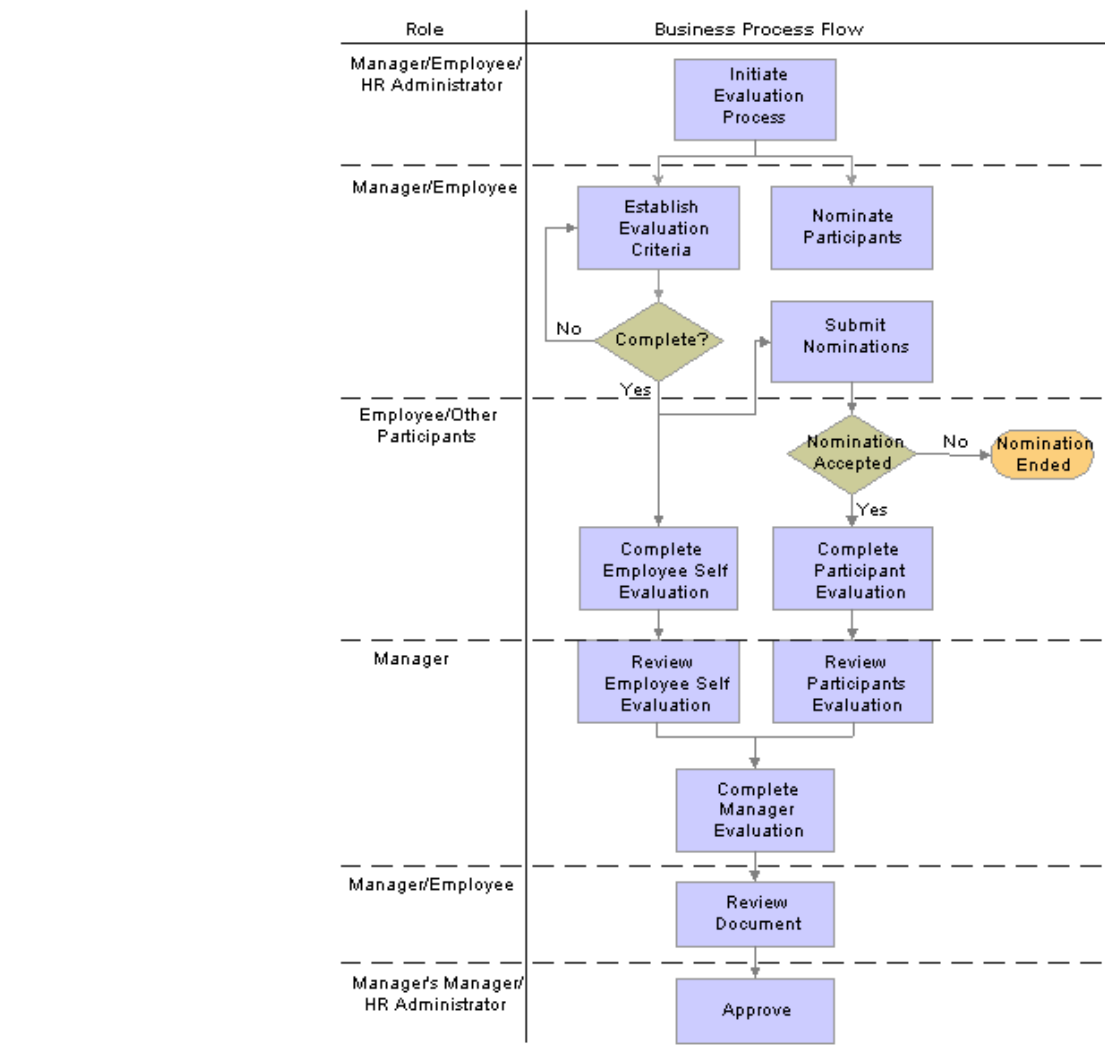 Role
Business Process Flow
Manager/Employee/
HR Administrator
Initiate
Evaluation
Process
Manager/Employee
Establish
Evaluation
Criteria
Nominate
Participants
No
Complete?
Submit
Nominations
Yes
Employee/Other
Participants
Nomination
Accepted
No
Nomination
Ended
Yes
Complete
Employee Self
Evaluation
Complete
Participant
Evaluation
Manager
Review
Employee Self
Evaluation
Review
Participants
Evaluation
Complete
Manager
Evaluation
Manager/Employee
Review
Document
Manager's Manager/
HR Administrator
Approve